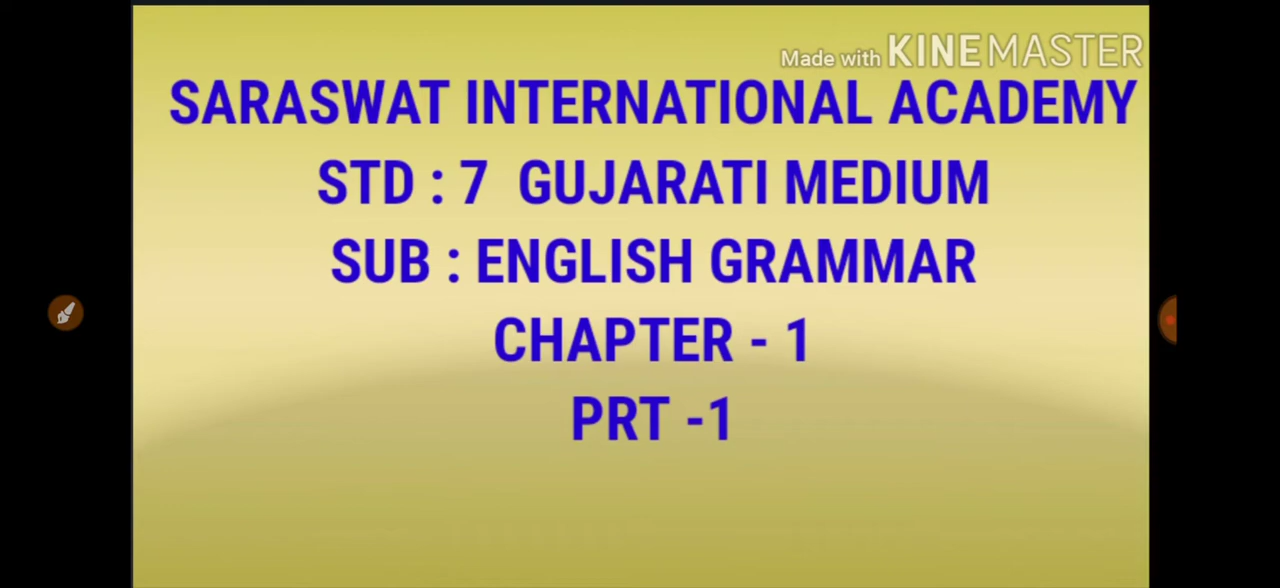 Made with KINEMASTER
SARASWAT INTERNATIONAL ACADEMY
STD : 7 GUJARATI MEDIUM
SUB : ENGLISH GRAMMAR
CHAPTER - 1
PRT -1